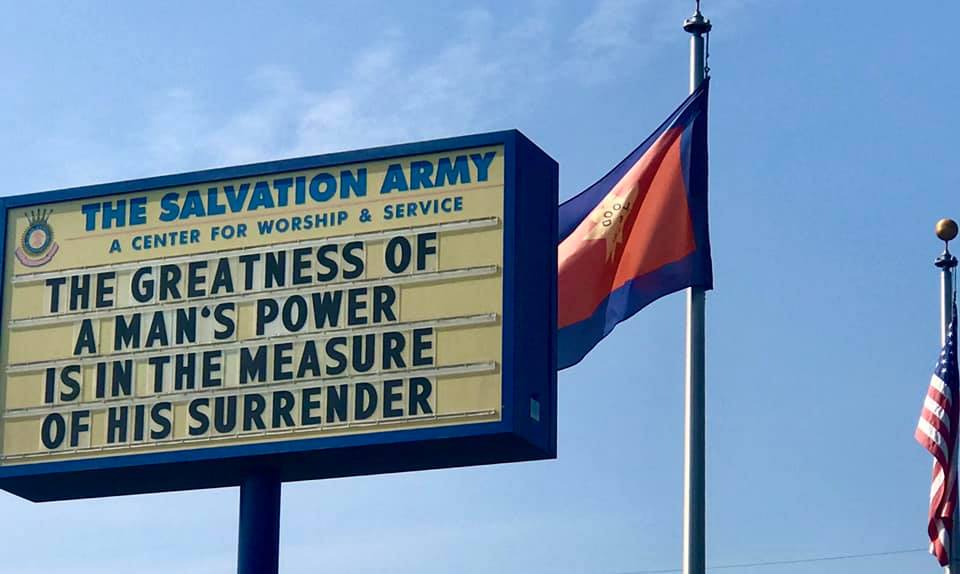 THE SALVATION ARMY
A CENTER FOR WORSHIP & SERVICE
THE GREATNESS OF
A MAN'S POWER
IS IN THE MEASURE
OF HIS SURRENDER